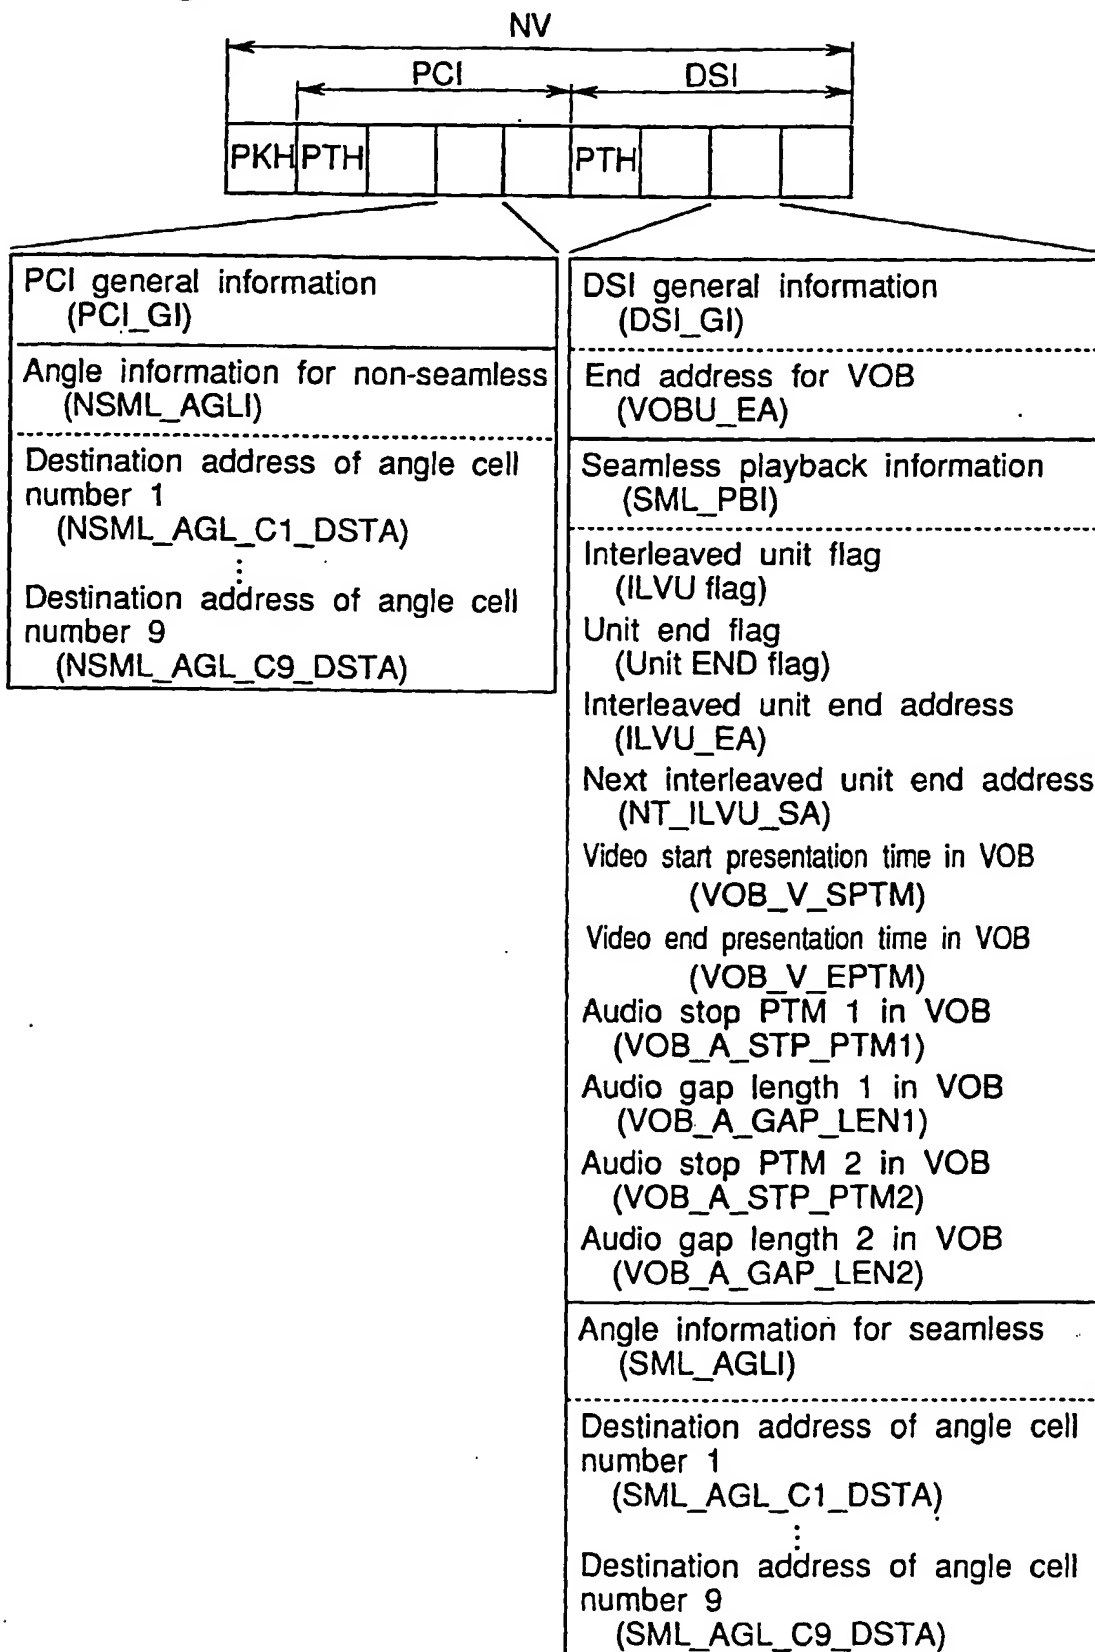 NV
PCI DSI
PKH PTH PTH
PCI general information
(PCI_GI)
Angle information for non-seamless
(NSML_AGLI)
Destination address of angle cell
number 1
(NSML_AGL_C1_DSTA)
Destination address of angle cell
number 9
(NSML_AGL_C9_DSTA)
DSI general information
(DSI_GI)
End address for VOB
(VOBU_EA)
Seamless playback information
(SML_PBI)
Interleaved unit flag
(ILVU flag)
Unit end flag
(Unit END flag)
Interleaved unit end address
(ILVU_EA)
Next interleaved unit end address
(NT_ILVU_SA)
Video start presentation time in VOB
(VOB_V_SPTM)
Video end presentation time in VOB
(VOB_V_EPTM)
Audio stop PTM 1 in VOB
(VOB_A_STP_PTM1)
Audio gap length 1 in VOB
(VOB_A_GAP_LEN1)
Audio stop PTM 2 in VOB
(VOB_A_STP_PTM2)
Audio gap length 2 in VOB
(VOB_A_GAP_LEN2)
Angle information for seamless
(SML_AGLI)
Destination address of angle cell
number 1
(SML_AGL_C1_DSTA)
Destination address of angle cell
number 9
(SML_AGL_C9_DSTA)